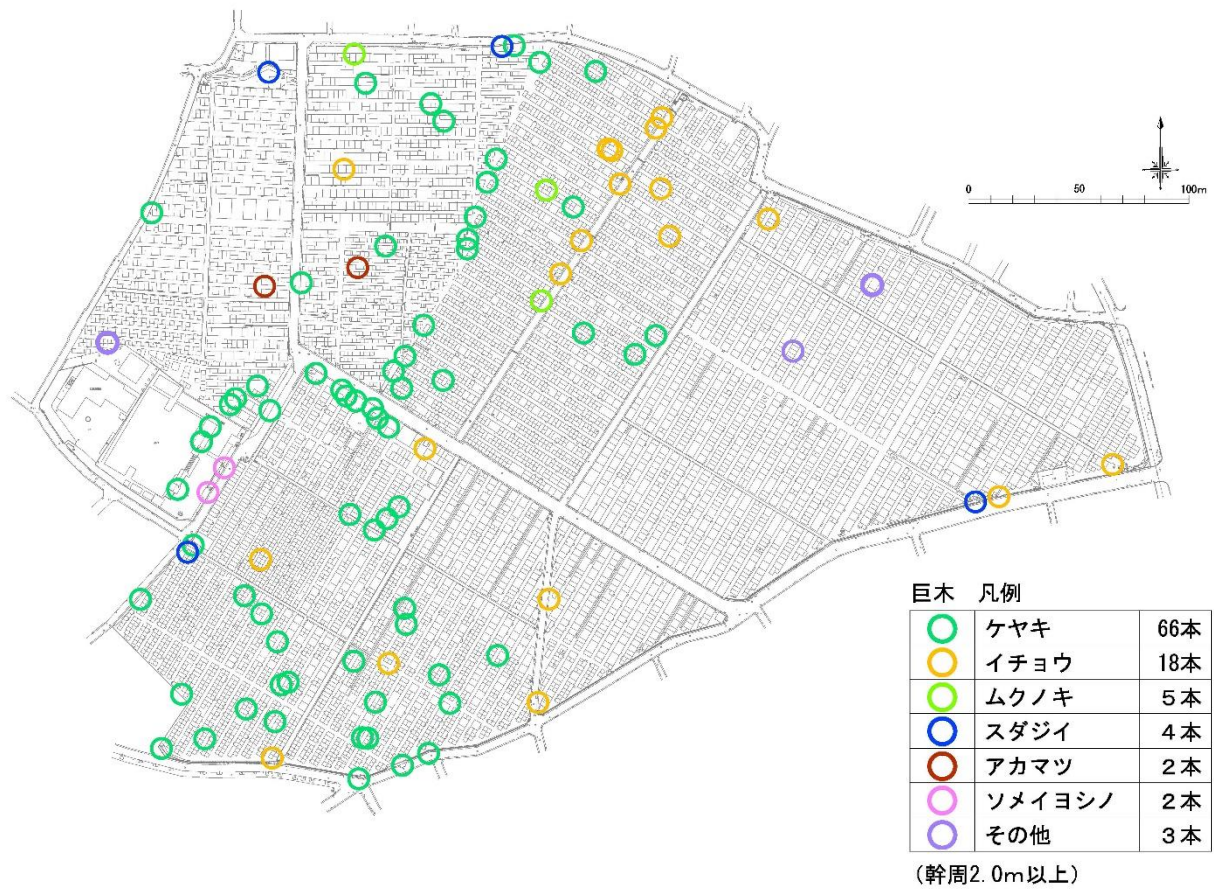 0 50 100m
巨木 凡例
ケヤキ 66本
イチョウ 18本
ムクノキ 5本
スダジイ 4本
アカマツ 2本
ソメイヨシノ 2本
その他 3本
(幹周2.0m以上)